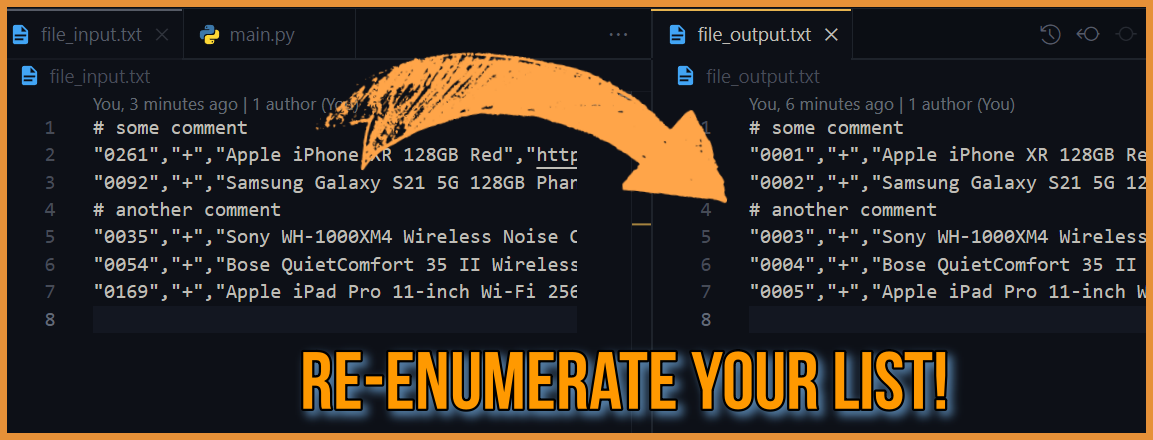 file_input.txt
main.py
file_input.txt
You, 3 minutes ago | 1 author (You)
1 # some comment
2 "0261","+","Apple iPhone XR 128GB Red","http
3 "0092","+","Samsung Galaxy S21 5G 128GB Phan
4 # another comment
5 "0035","+","Sony WH-1000XM4 Wireless Noise C
6 "0054","+","Bose QuietComfort 35 II Wireless
7 "0169","+","Apple iPad Pro 11-inch Wi-Fi 256
8
file_output.txt
file_output.txt
You, 6 minutes ago | 1 author (You)
1 # some comment
"0001","+","Apple iPhone XR 128GB Re
"0002","+","Samsung Galaxy S21 5G 12
4 # another comment
5 "0003","+","Sony WH-1000XM4 Wireless
6 "0004","+","Bose QuietComfort 35 II
7 "0005","+","Apple iPad Pro 11-inch W
8
RE-ENUMERATE YOUR LIST!